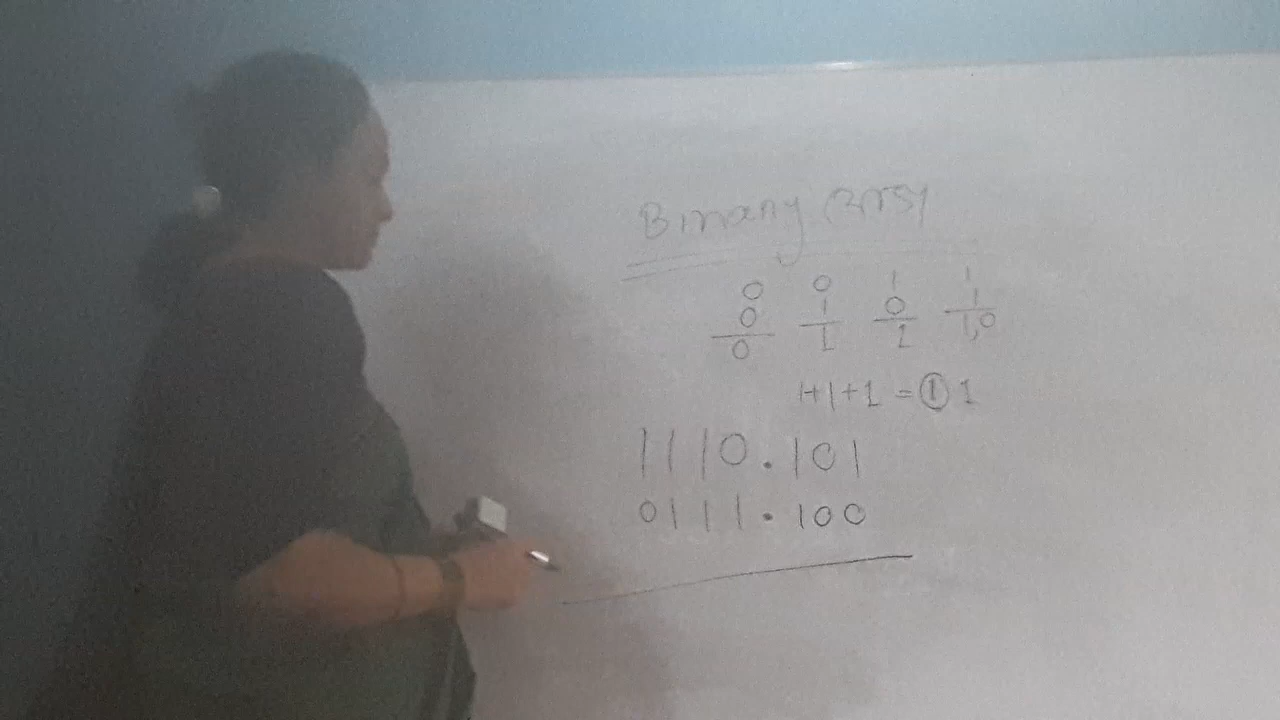 Binary
0 0 1 1
0 1 0 1
0 1 1 1,0
1+1+1 = 1 1
1110.101
0111.100